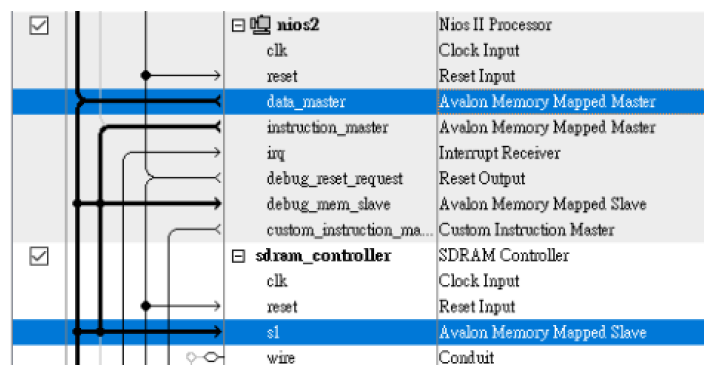 nios2 Nios II Processor
clk Clock Input
reset Reset Input
data_master Avalon Memory Mapped Master
instruction_master Avalon Memory Mapped Master
irq Interrupt Receiver
debug_reset_request Reset Output
debug_mem_slave Avalon Memory Mapped Slave
custom_instruction_ma... Custom Instruction Master
sdram_controller SDRAM Controller
clk Clock Input
reset Reset Input
s1 Avalon Memory Mapped Slave
wire Conduit